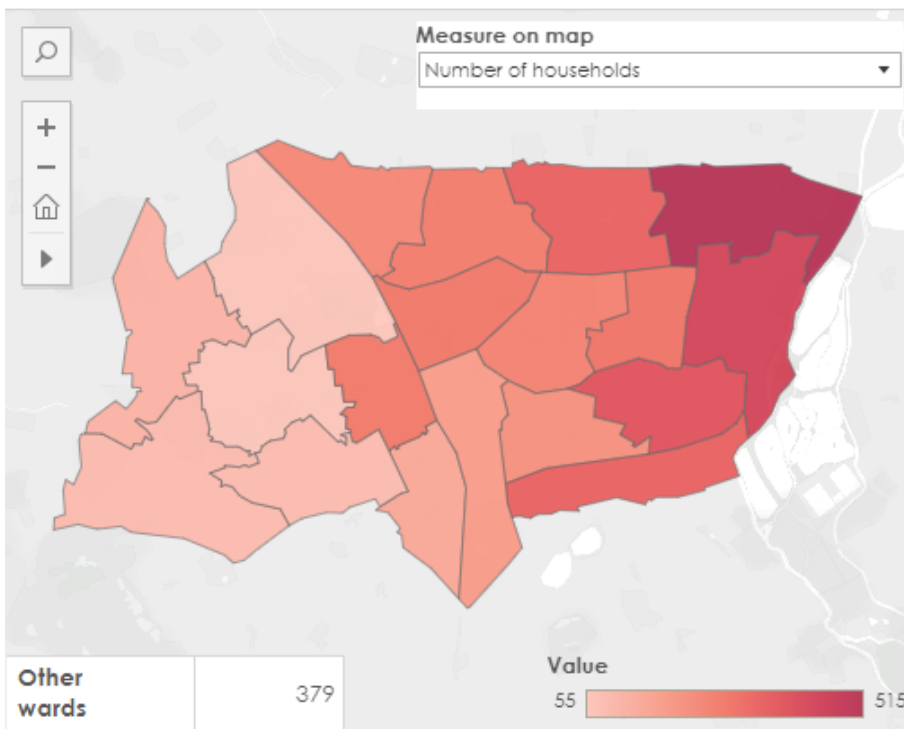 Measure on map
Number of households
Other
wards
379
Value
55
515